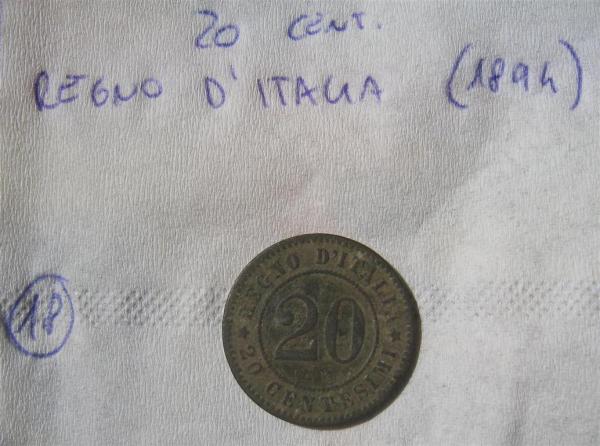 20 CENT.
REGNO D'ITALIA (1894)
18
★ REGNO D'ITALIA ★
20
20 CENTESIMI